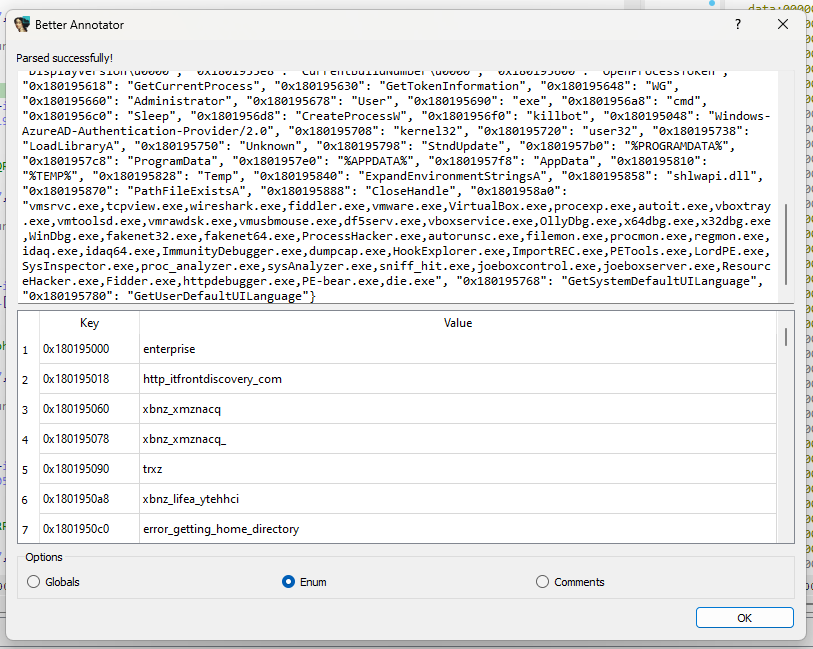 Better Annotator
?
Parsed successfully!
"DisplayVersion\u0000", "0x1801955e8": "CurrentBuildNumber\u0000", "0x180195600": "OpenProcessToken",
"0x180195618": "GetCurrentProcess", "0x180195630": "GetTokenInformation", "0x180195648": "WG",
"0x180195660": "Administrator", "0x180195678": "User", "0x180195690": "exe", "0x1801956a8": "cmd",
"0x1801956c0": "Sleep", "0x1801956d8": "CreateProcessW", "0x1801956f0": "killbot", "0x180195048": "Windows-
AzureAD-Authentication-Provider/2.0", "0x180195708": "kernel32", "0x180195720": "user32", "0x180195738":
"LoadLibraryA", "0x180195750": "Unknown", "0x180195798": "StndUpdate", "0x1801957b0": "%PROGRAMDATA%",
"0x1801957c8": "ProgramData", "0x1801957e0": "%APPDATA%", "0x1801957f8": "AppData", "0x180195810":
"%TEMP%", "0x180195828": "Temp", "0x180195840": "ExpandEnvironmentStringsA", "0x180195858": "shlwapi.dll",
"0x180195870": "PathFileExistsA", "0x180195888": "CloseHandle", "0x1801958a0":
"vmsrvc.exe,tcpview.exe,wireshark.exe,fiddler.exe,vmware.exe,VirtualBox.exe,procexp.exe,autoit.exe,vboxtray
.exe,vmtoolsd.exe,vmrawdsk.exe,vmusbmouse.exe,df5serv.exe,vboxservice.exe,OllyDbg.exe,x64dbg.exe,x32dbg.exe
,WinDbg.exe,fakenet32.exe,fakenet64.exe,ProcessHacker.exe,autorunsc.exe,filemon.exe,procmon.exe,regmon.exe,
idaq.exe,idaq64.exe,ImmunityDebugger.exe,dumpcap.exe,HookExplorer.exe,ImportREC.exe,PETools.exe,LordPE.exe,
SysInspector.exe,proc_analyzer.exe,sysAnalyzer.exe,sniff_hit.exe,joeboxcontrol.exe,joeboxserver.exe,Resourc
eHacker.exe,Fidder.exe,httpdebugger.exe,PE-bear.exe,die.exe", "0x180195768": "GetSystemDefaultUILanguage",
"0x180195780": "GetUserDefaultUILanguage"}
Key Value
1 0x180195000 enterprise
2 0x180195018 http_itfrontdiscovery_com
3 0x180195060 xbnz_xmznacq
4 0x180195078 xbnz_xmznacq_
5 0x180195090 trxz
6 0x1801950a8 xbnz_lifea_ytehhci
7 0x1801950c0 error_getting_home_directory
Options
Globals Enum Comments
OK